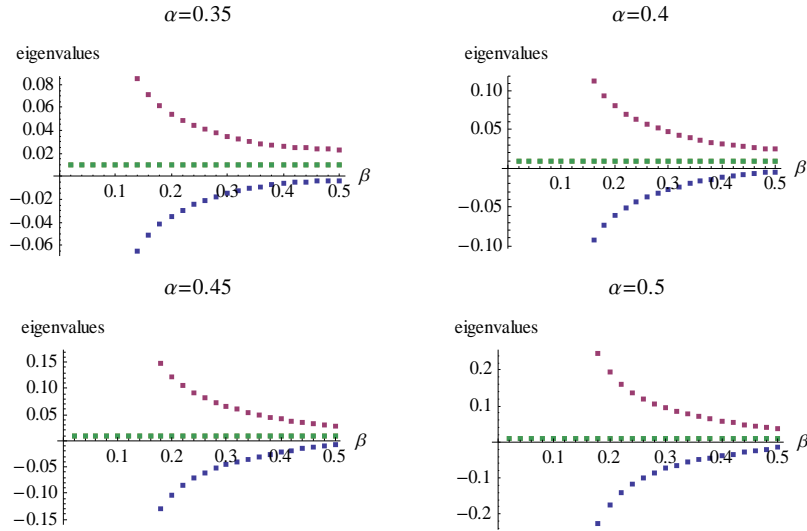 α=0.35
eigenvalues
0.08
0.06
0.04
0.02
−0.02
−0.04
−0.06
0.1 0.2 0.3 0.4 0.5 β
α=0.4
eigenvalues
0.10
0.05
−0.05
−0.10
0.1 0.2 0.3 0.4 0.5 β
α=0.45
eigenvalues
0.15
0.10
0.05
−0.05
−0.10
−0.15
0.1 0.2 0.3 0.4 0.5 β
α=0.5
eigenvalues
0.2
0.1
−0.1
−0.2
0.1 0.2 0.3 0.4 0.5 β